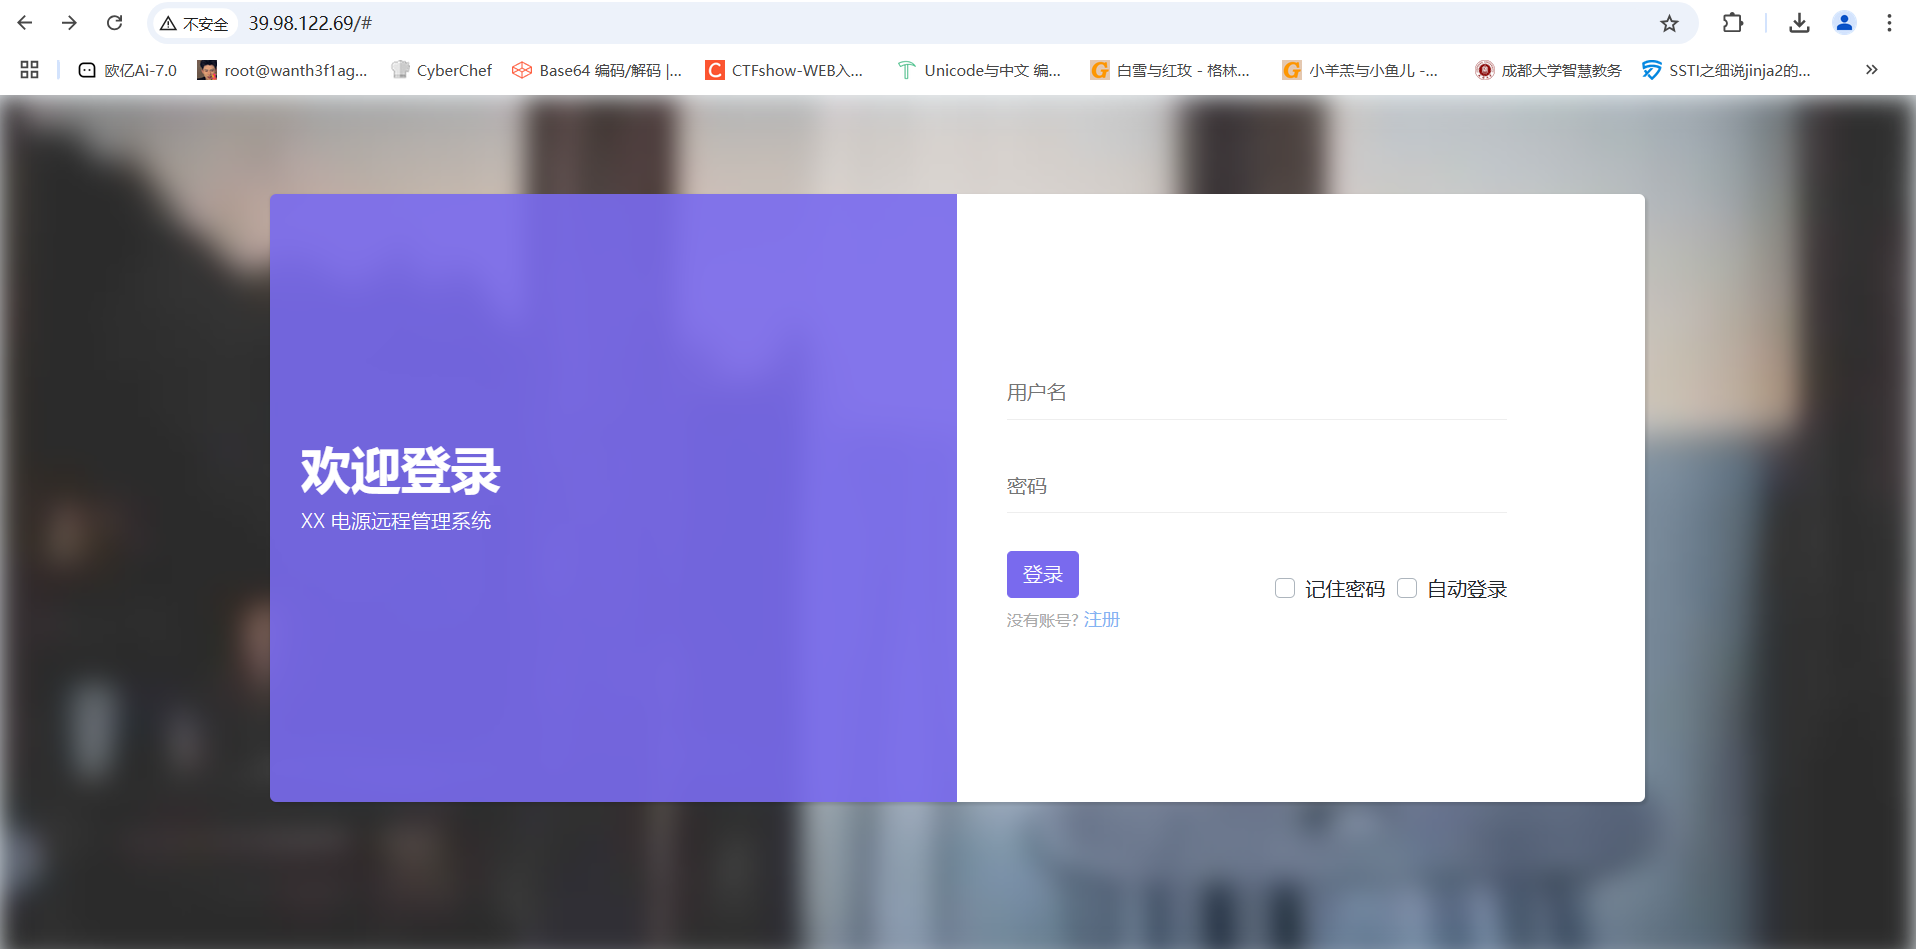 不安全 39.98.122.69/#
欧亿Ai-7.0 root@wanth3f1ag... CyberChef Base64 编码/解码 |... CTFshow-WEB入... Unicode与中文 编... 白雪与红玫 - 格林... 小羊羔与小鱼儿 -... 成都大学智慧教务 SSTI之细说jinja2的...
欢迎登录
XX 电源远程管理系统
用户名
密码
登录
记住密码 自动登录
没有账号? 注册